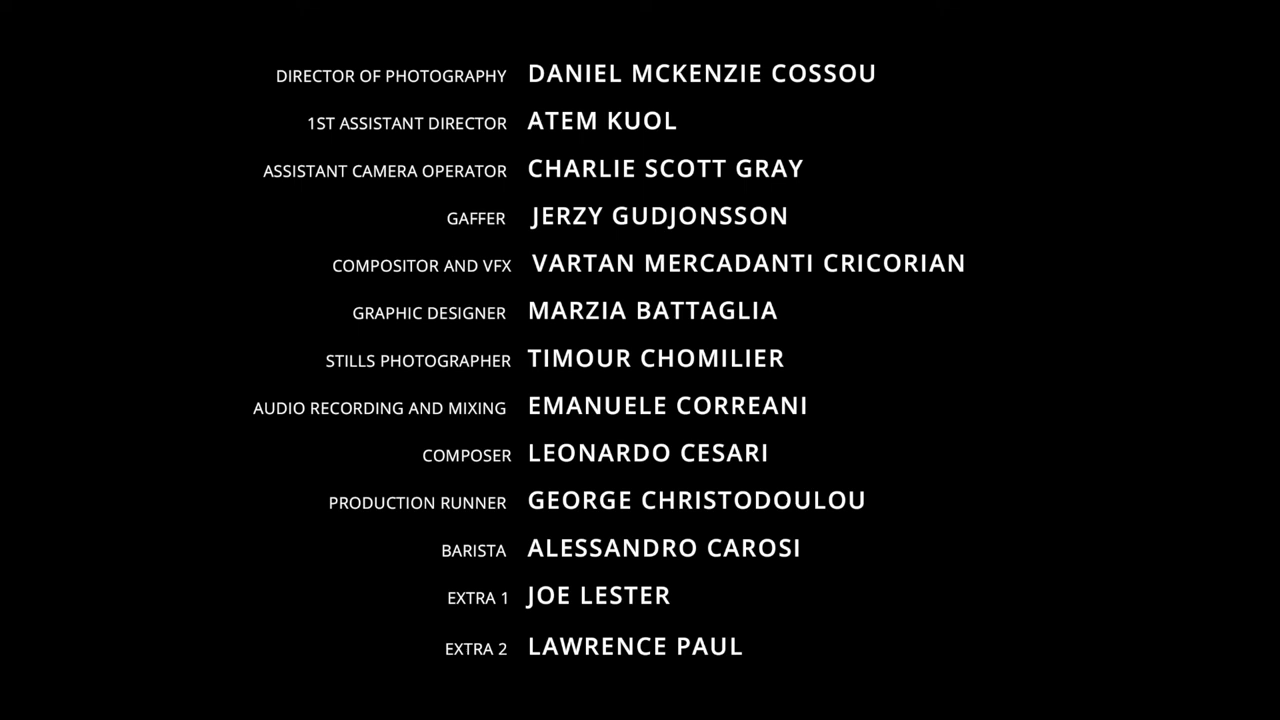 DIRECTOR OF PHOTOGRAPHY DANIEL MCKENZIE COSSOU
1ST ASSISTANT DIRECTOR ATEM KUOL
ASSISTANT CAMERA OPERATOR CHARLIE SCOTT GRAY
GAFFER JERZY GUDJONSSON
COMPOSITOR AND VFX VARTAN MERCADANTI CRICORIAN
GRAPHIC DESIGNER MARZIA BATTAGLIA
STILLS PHOTOGRAPHER TIMOUR CHOMILIER
AUDIO RECORDING AND MIXING EMANUELE CORREANI
COMPOSER LEONARDO CESARI
PRODUCTION RUNNER GEORGE CHRISTODOULOU
BARISTA ALESSANDRO CAROSI
EXTRA 1 JOE LESTER
EXTRA 2 LAWRENCE PAUL